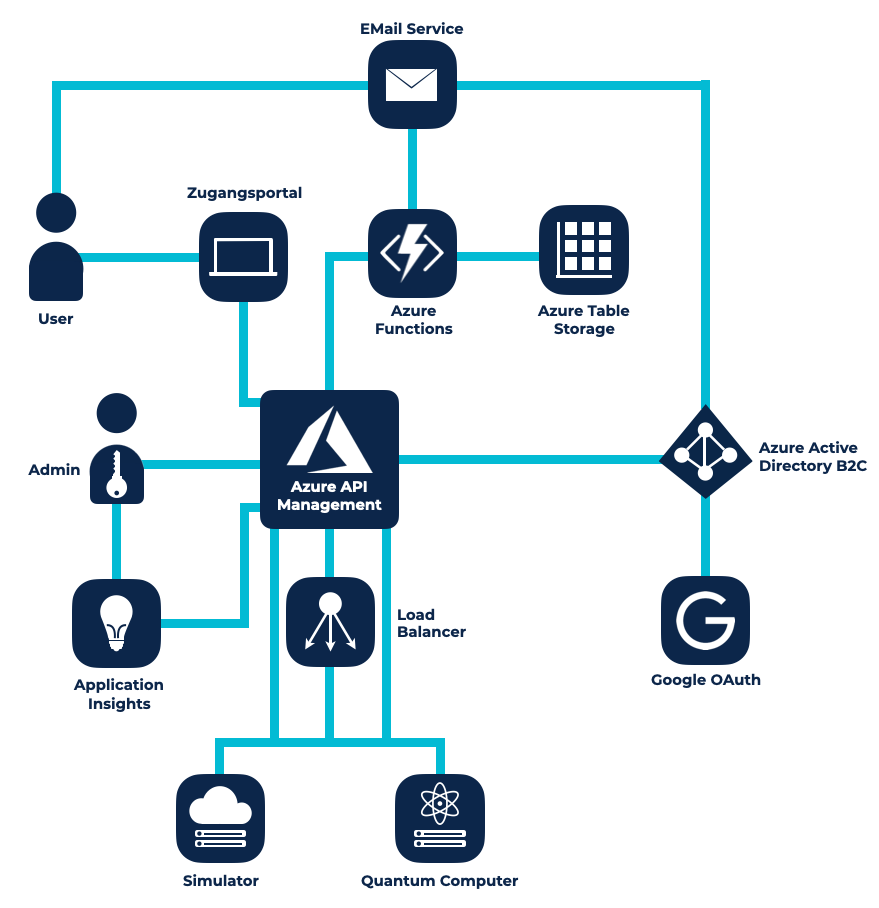 EMail Service
Zugangsportal
User
Azure
Functions
Azure Table
Storage
Admin
Azure API
Management
Azure Active
Directory B2C
Load
Balancer
Application
Insights
Google OAuth
Simulator
Quantum Computer